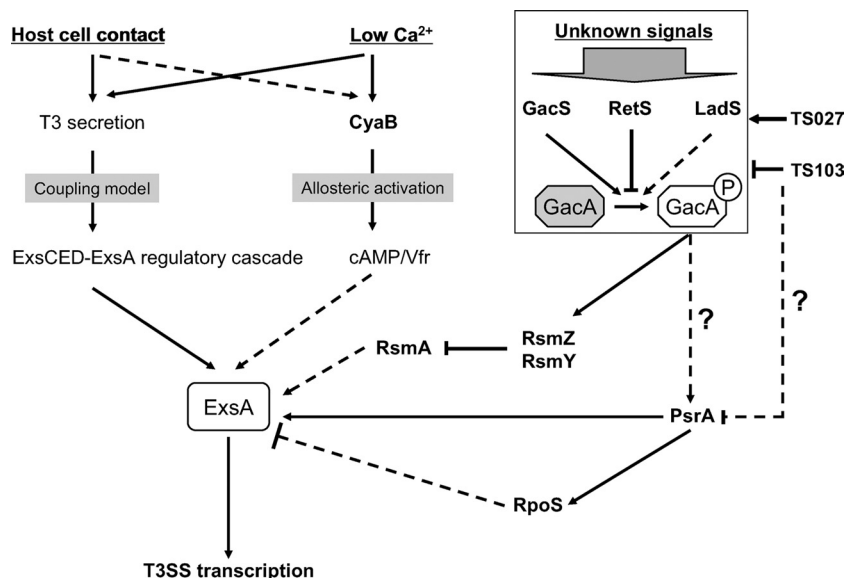 Host cell contact
Low Ca²⁺
Unknown signals
GacS
RetS
LadS
TS027
T3 secretion
CyaB
TS103
Coupling model
Allosteric activation
P
GacA
GacA
ExsCED-ExsA regulatory cascade
cAMP/Vfr
?
?
RsmA
RsmZ
RsmY
ExsA
PsrA
RpoS
T3SS transcription